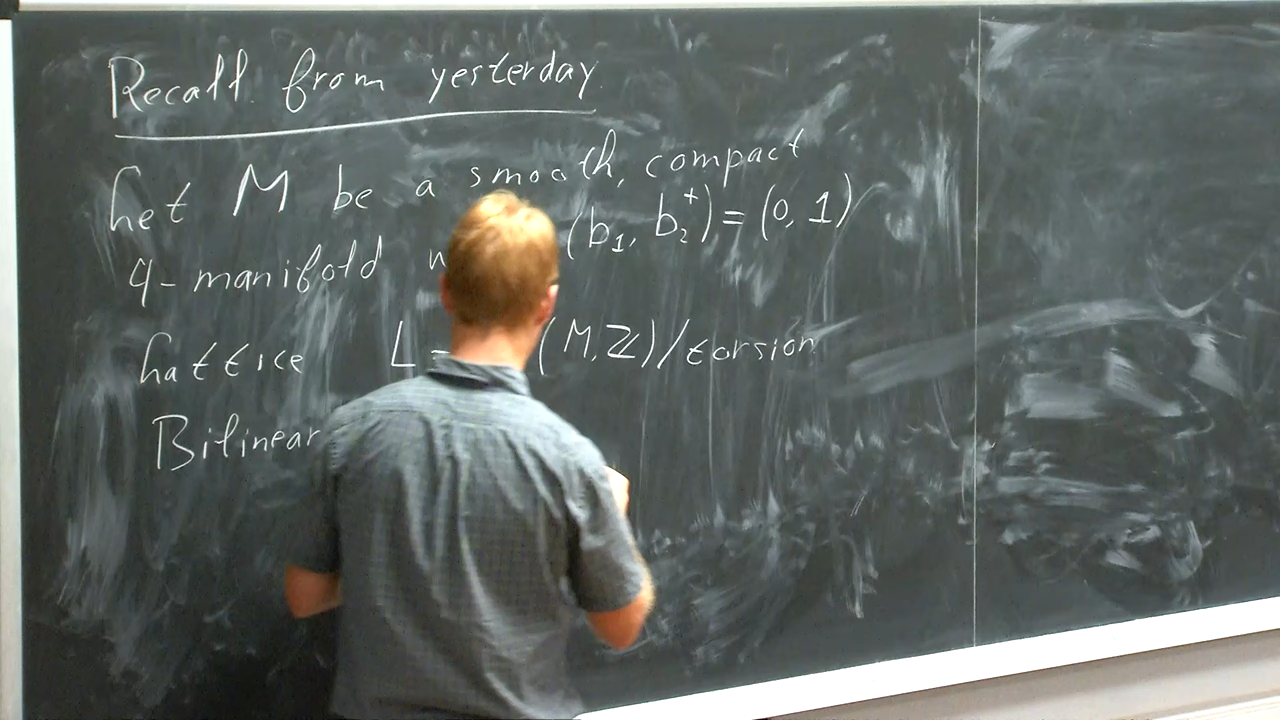 Recall from yesterday
Let M be a smooth, compact
4-manifold (b₁, b₂⁺) = (0, 1)
Lattice L = (M, ℤ)/torsion
Bilinear